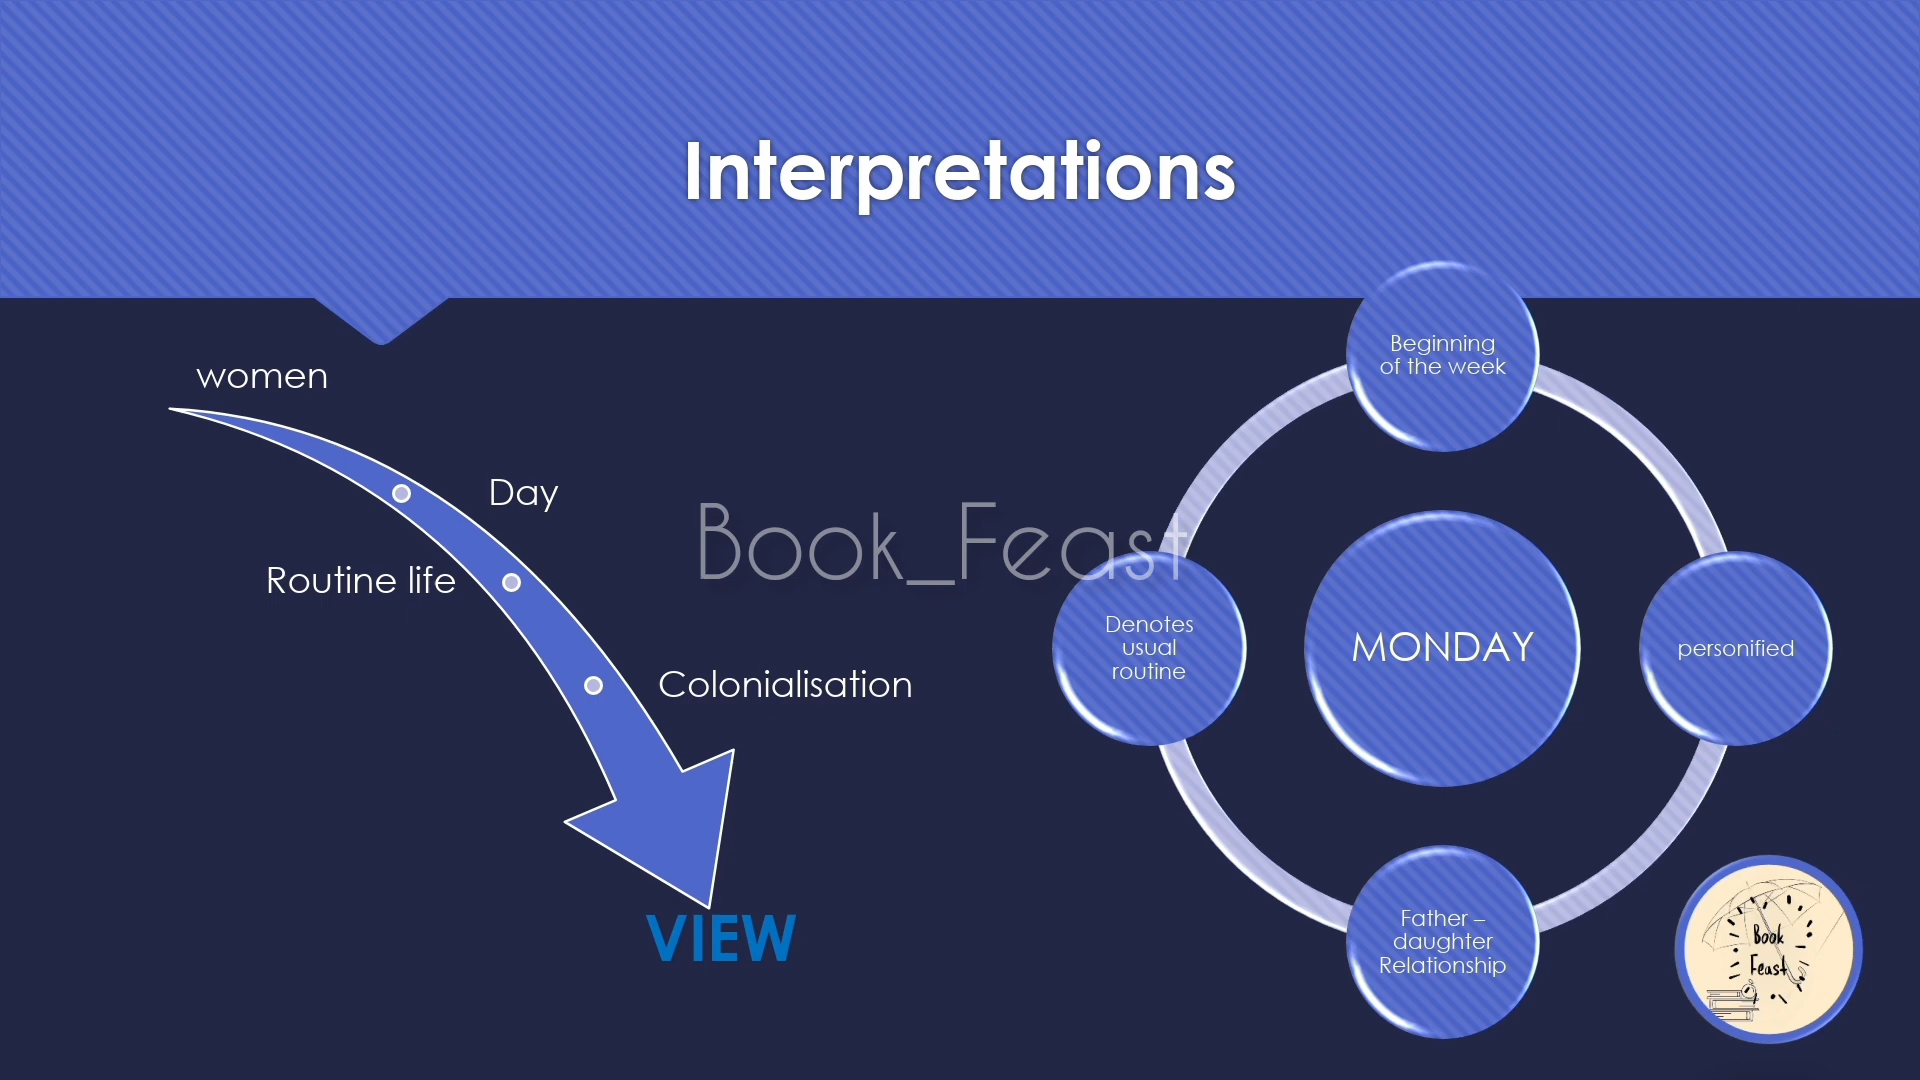 Interpretations
women
Day
Routine life
Colonialisation
VIEW
Book_Feast
Beginning
of the week
personified
Father –
daughter
Relationship
Denotes
usual
routine
MONDAY
Book
Feast